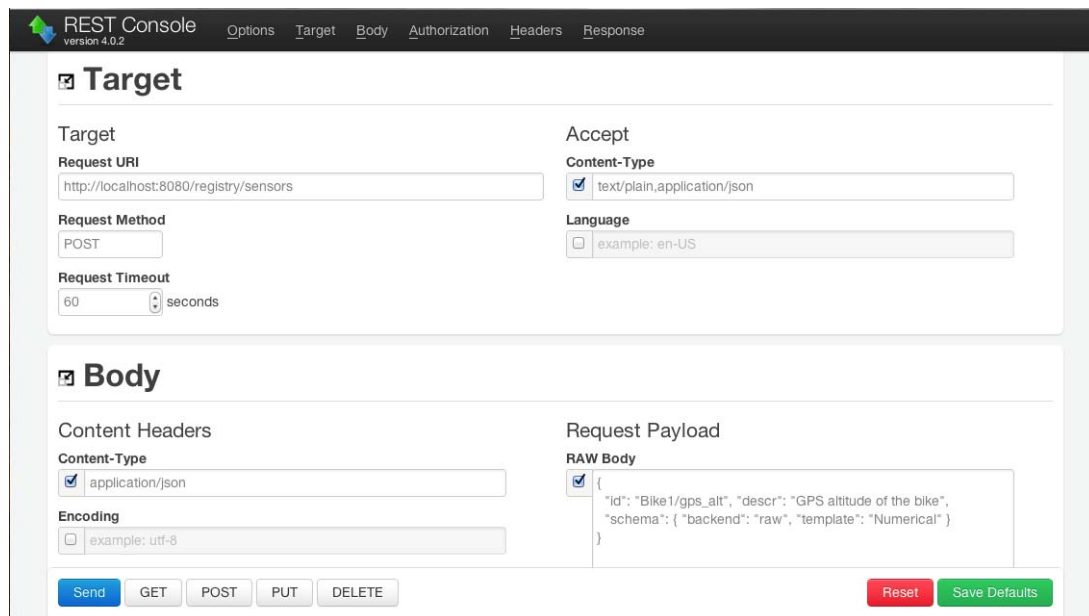 REST Console
version 4.0.2
Options Target Body Authorization Headers Response
Target
Target
Request URI
http://localhost:8080/registry/sensors
Request Method
POST
Request Timeout
60 seconds
Accept
Content-Type
text/plain,application/json
Language
example: en-US
Body
Content Headers
Content-Type
application/json
Encoding
example: utf-8
Request Payload
RAW Body
{
"id": "Bike1/gps_alt", "descr": "GPS altitude of the bike",
"schema": { "backend": "raw", "template": "Numerical" }
}
Send GET POST PUT DELETE Reset Save Defaults